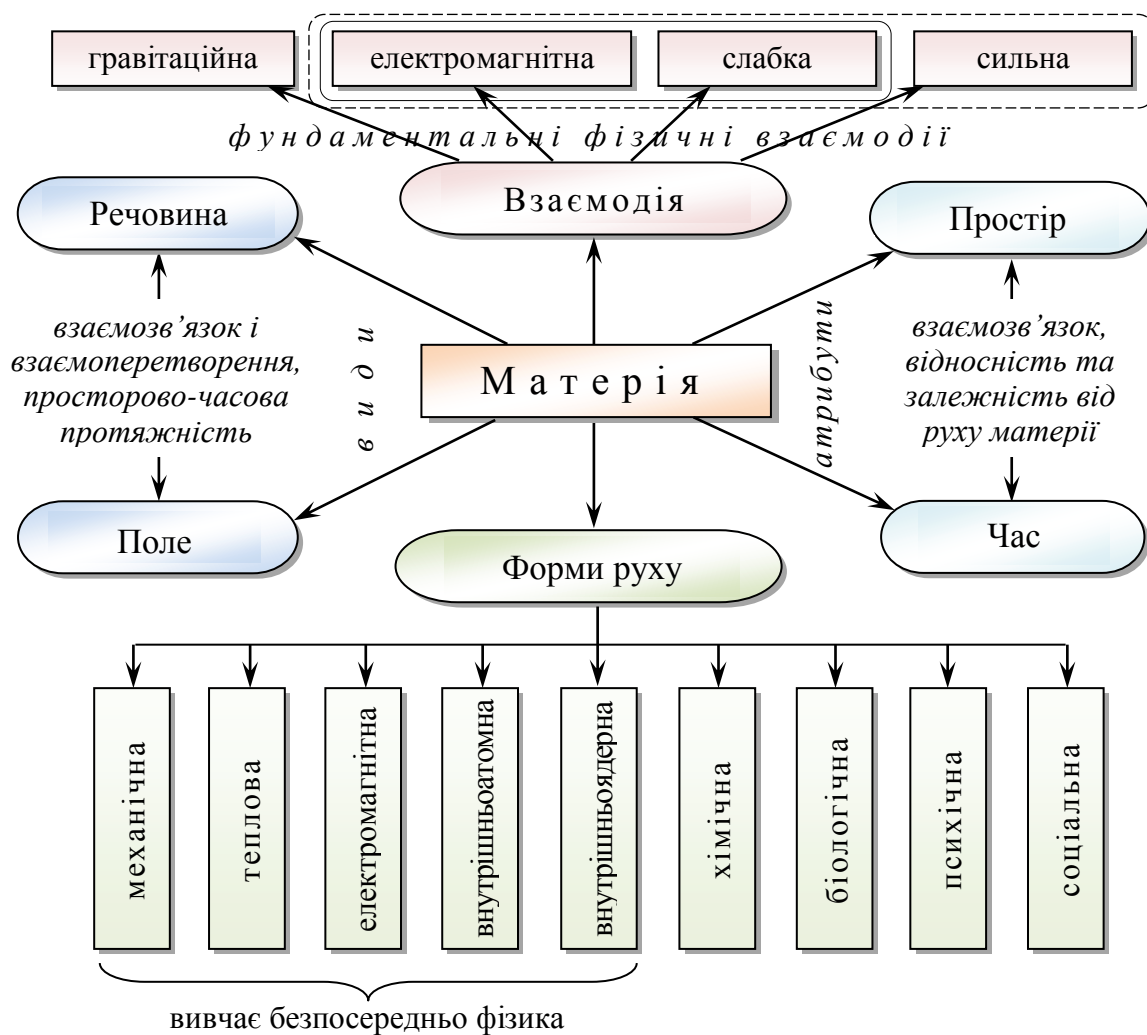 гравітаційна
електромагнітна
слабка
сильна
фундаментальні фізичні взаємодії
Взаємодія
Речовина
Простір
взаємозв’язок і
взаємоперетворення,
просторово-часова
протяжність
види
Матерія
атрибути
взаємозв’язок,
відносність та
залежність від
руху матерії
Поле
Час
Форми руху
механічна
теплова
електромагнітна
внутрішньоатомна
внутрішньоядерна
хімічна
біологічна
психічна
соціальна
вивчає безпосередньо фізика